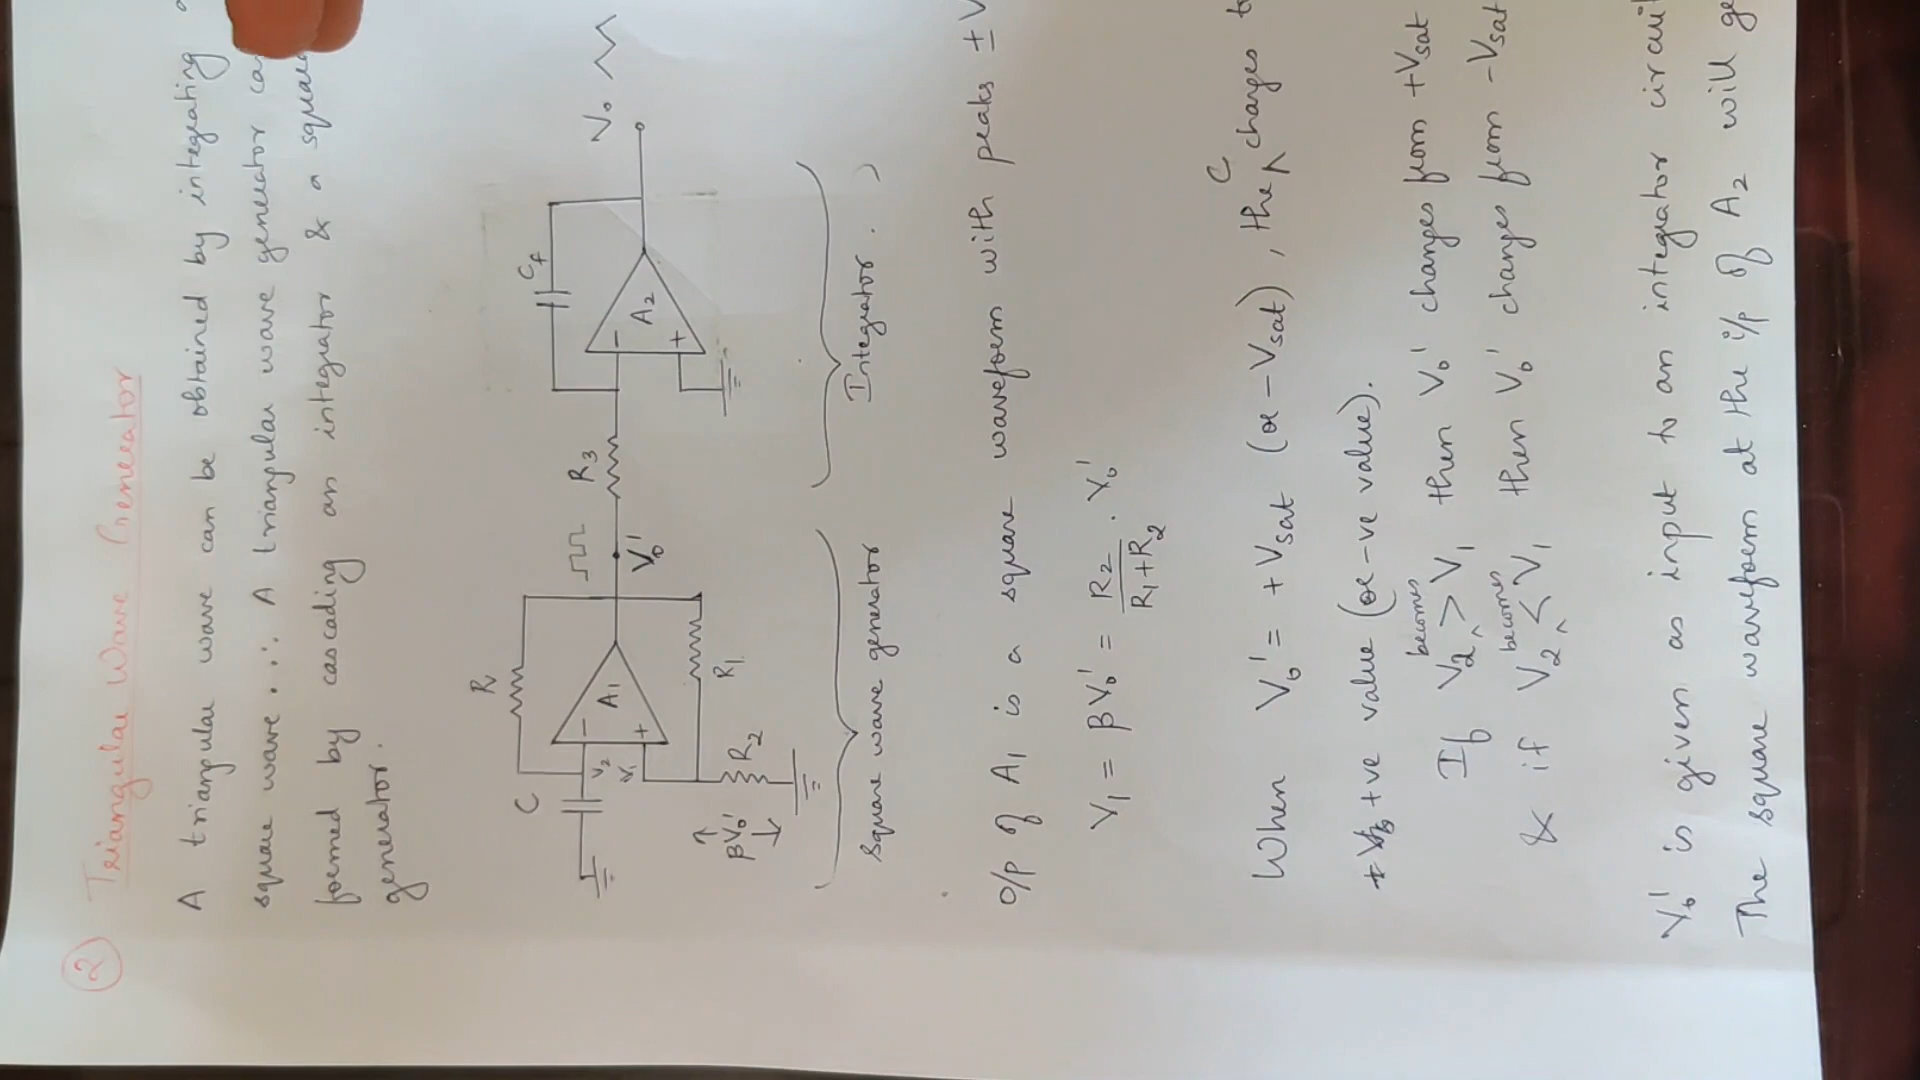 ② Triangular Wave Generator
A triangular wave can be obtained by integrating
square wave. ∴ A triangular wave generator can
formed by cascading an integrator & a square
generator.
R
C
Cf
R3
V2
V1
-
+
A1
Vo'
-
+
A2
Vo
R1
R2
βVo'
Square wave generator
Integrator.
O/P of A1 is a square waveform with peaks ± V
V1 = βVo' = R2/(R1+R2) . Vo'
When Vo' = +Vsat (or -Vsat), the C changes t
+ve value (or -ve value).
If V2 becomes > V1 then Vo' changes from +Vsat
& if V2 becomes < V1 then Vo' changes from -Vsat
Vo' is given as input to an integrator circuit
The square waveform at the i/p of A2 will ge